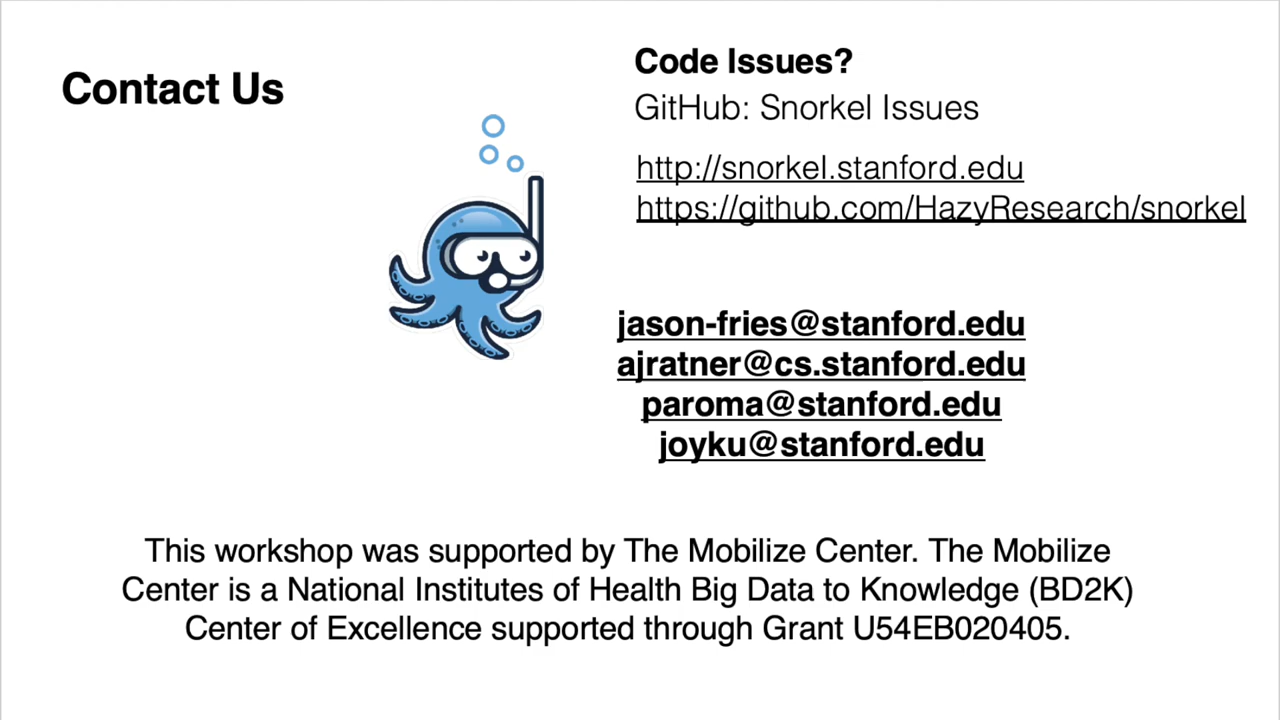 Contact Us
Code Issues?
GitHub: Snorkel Issues
http://snorkel.stanford.edu
https://github.com/HazyResearch/snorkel
jason-fries@stanford.edu
ajratner@cs.stanford.edu
paroma@stanford.edu
joyku@stanford.edu
This workshop was supported by The Mobilize Center. The Mobilize
Center is a National Institutes of Health Big Data to Knowledge (BD2K)
Center of Excellence supported through Grant U54EB020405.